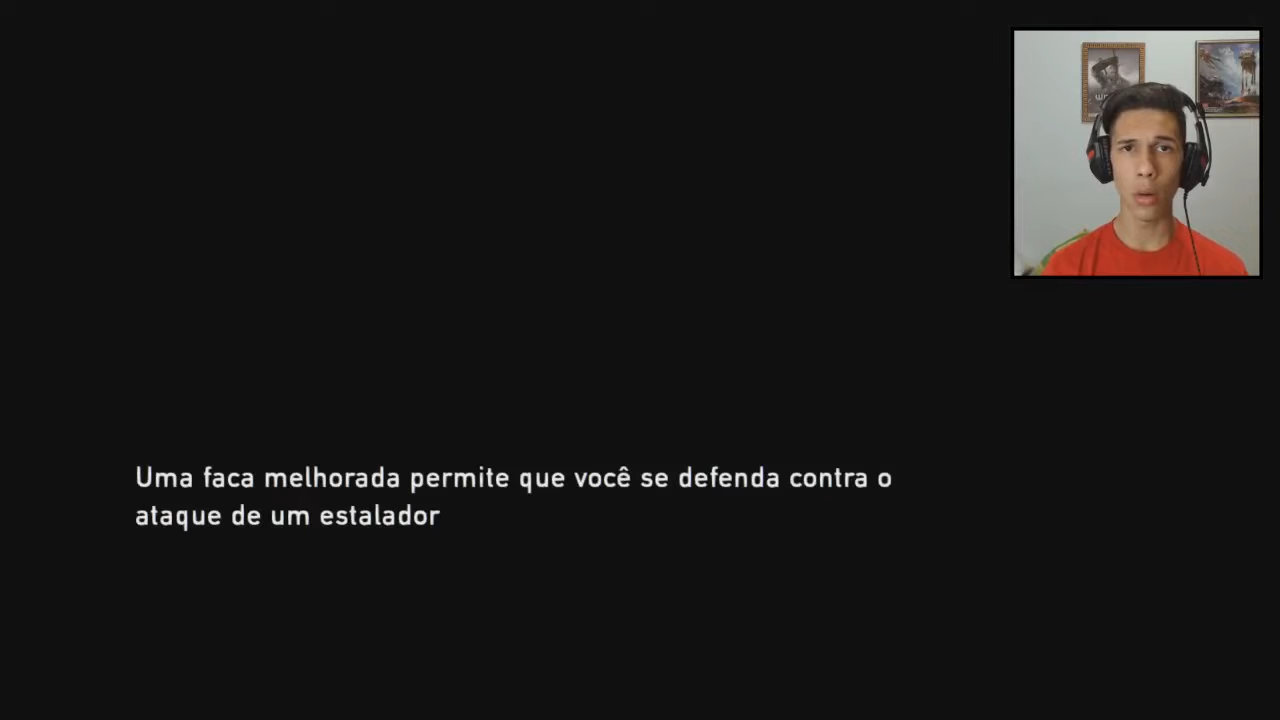 Uma faca melhorada permite que você se defenda contra o
ataque de um estalador